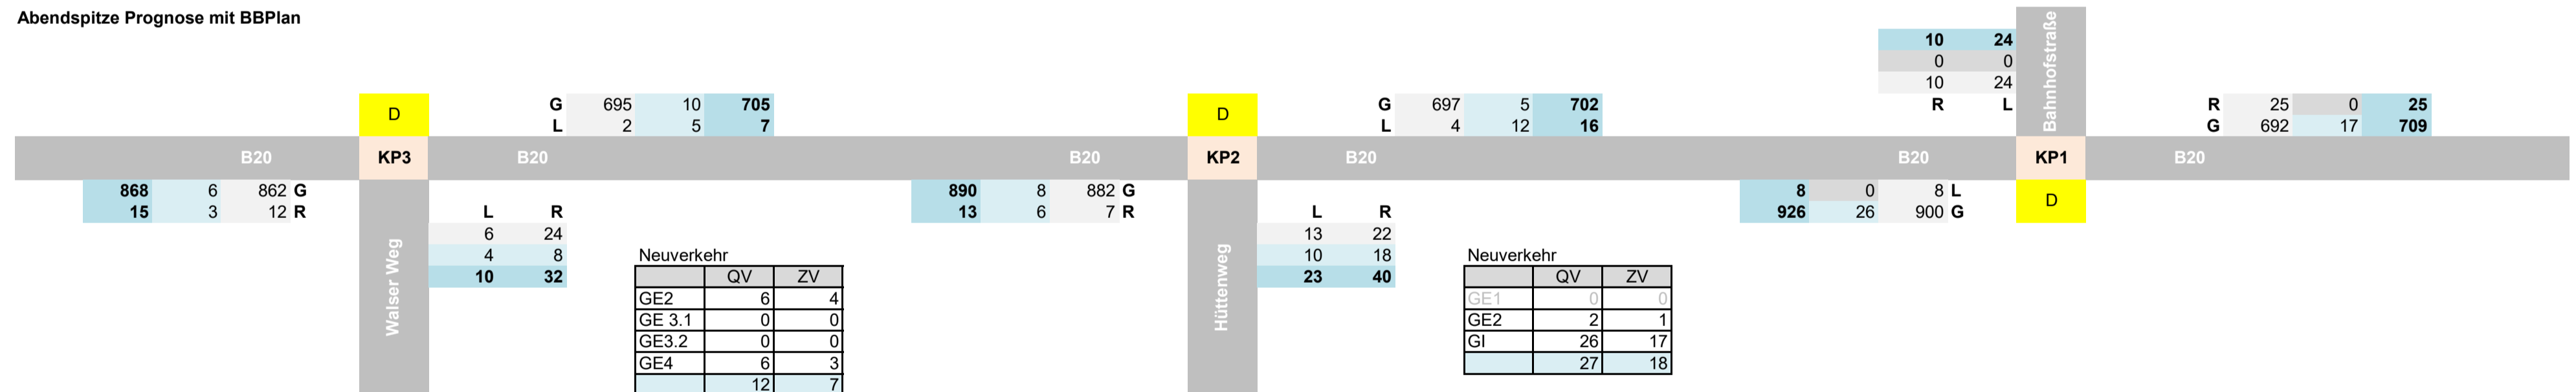 Abendspitze Prognose mit BBPlan
10 24
0 0
10 24
R L
Bahnhofstraße
D
G 695 10 705
L 2 5 7
D
G 697 5 702
L 4 12 16
R 25 0 25
G 692 17 709
B20 KP3 B20 B20 KP2 B20 B20 KP1 B20
868 6 862 G
15 3 12 R
890 8 882 G
13 6 7 R
8 0 8 L
926 26 900 G
D
Walser Weg
L R
6 24
4 8
10 32
Neuverkehr
QV ZV
GE2 6 4
GE 3.1 0 0
GE3.2 0 0
GE4 6 3
12 7
Hüttenweg
L R
13 22
10 18
23 40
Neuverkehr
QV ZV
GE1 0 0
GE2 2 1
GI 26 17
27 18